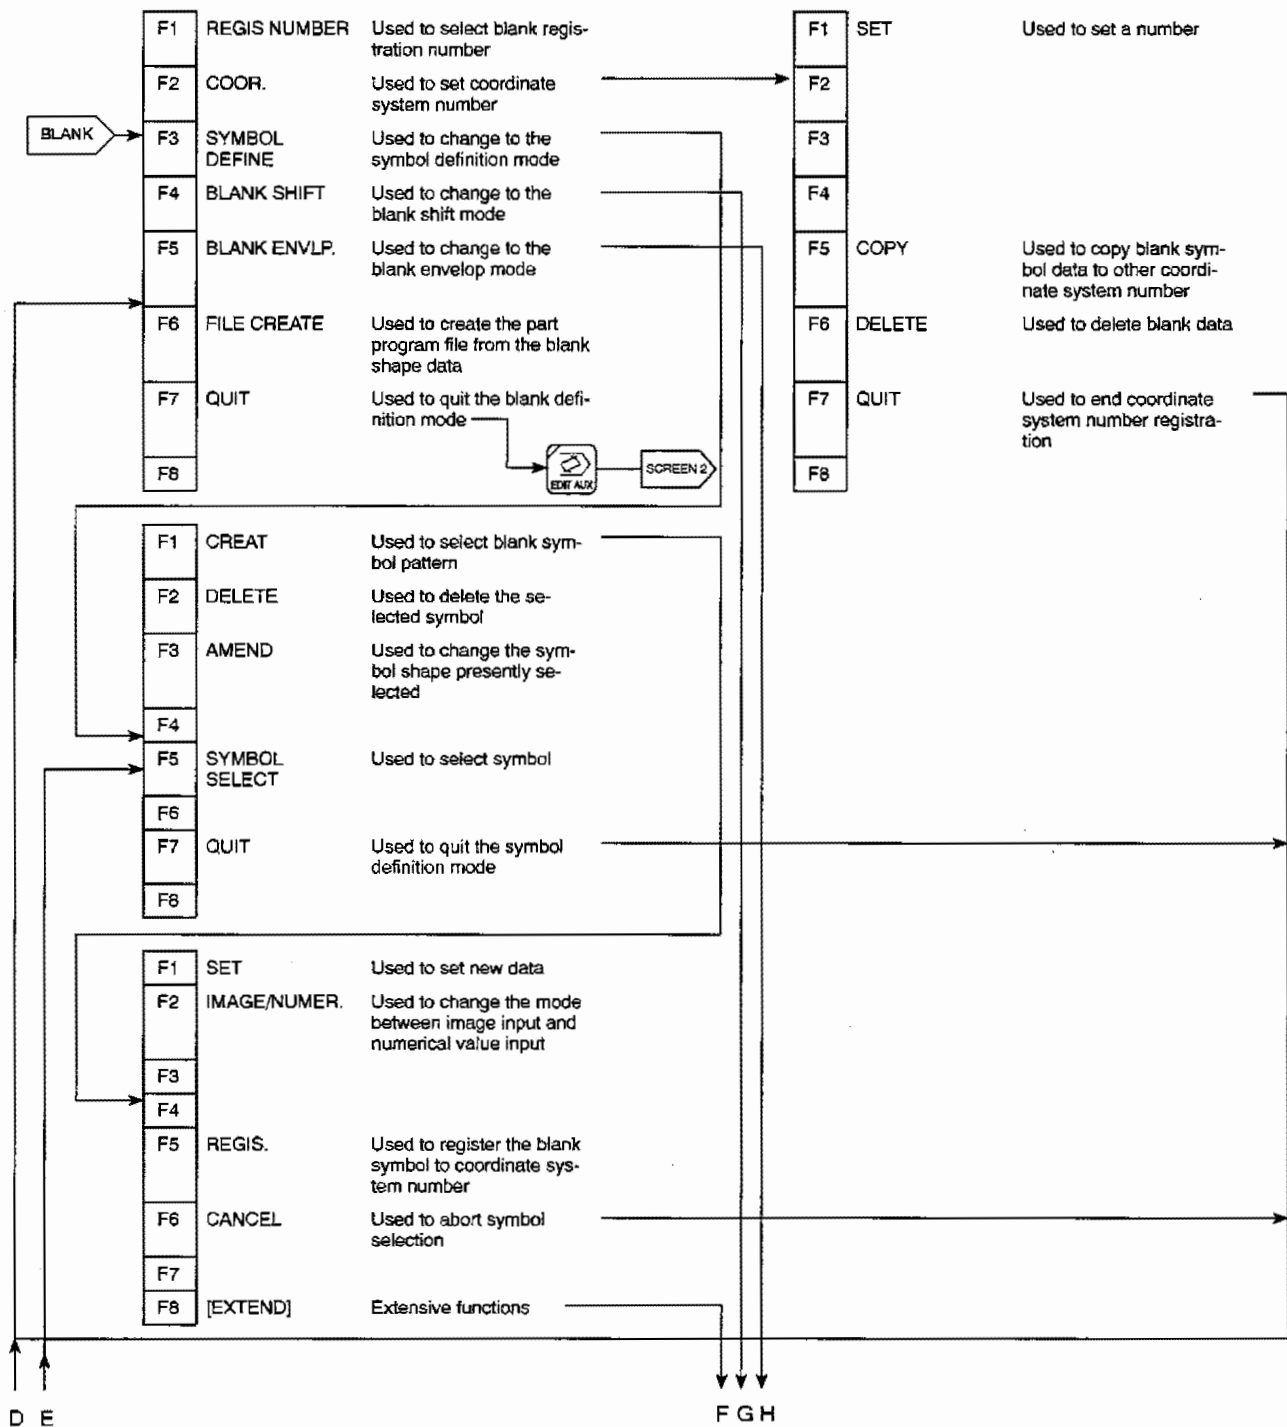 F1 REGIS NUMBER Used to select blank regis-
tration number
F2 COOR. Used to set coordinate
system number
BLANK
F3 SYMBOL Used to change to the
DEFINE symbol definition mode
F4 BLANK SHIFT Used to change to the
blank shift mode
F5 BLANK ENVLP. Used to change to the
blank envelop mode
F6 FILE CREATE Used to create the part
program file from the blank
shape data
F7 QUIT Used to quit the blank defi-
nition mode
EDIT AUX
SCREEN 2
F8
F1 SET Used to set a number
F2
F3
F4
F5 COPY Used to copy blank sym-
bol data to other coordi-
nate system number
F6 DELETE Used to delete blank data
F7 QUIT Used to end coordinate
system number registra-
tion
F8
F1 CREAT Used to select blank sym-
bol pattern
F2 DELETE Used to delete the se-
lected symbol
F3 AMEND Used to change the sym-
bol shape presently se-
lected
F4
F5 SYMBOL Used to select symbol
SELECT
F6
F7 QUIT Used to quit the symbol
definition mode
F8
F1 SET Used to set new data
F2 IMAGE/NUMER. Used to change the mode
between image input and
numerical value input
F3
F4
F5 REGIS. Used to register the blank
symbol to coordinate sys-
tem number
F6 CANCEL Used to abort symbol
selection
F7
F8 [EXTEND] Extensive functions
D E F G H